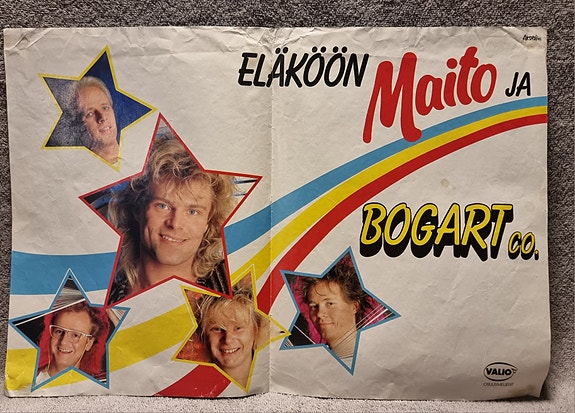 ELÄKÖÖN Maito JA
BOGART CO.
VALIO